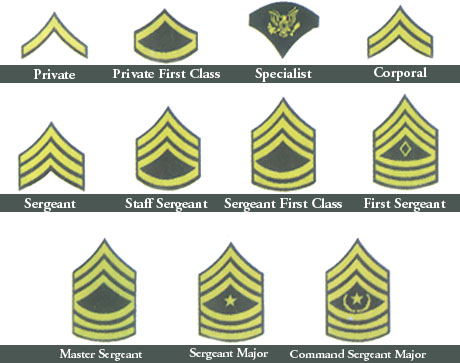 Private Private First Class Specialist Corporal
Sergeant Staff Sergeant Sergeant First Class First Sergeant
Master Sergeant Sergeant Major Command Sergeant Major